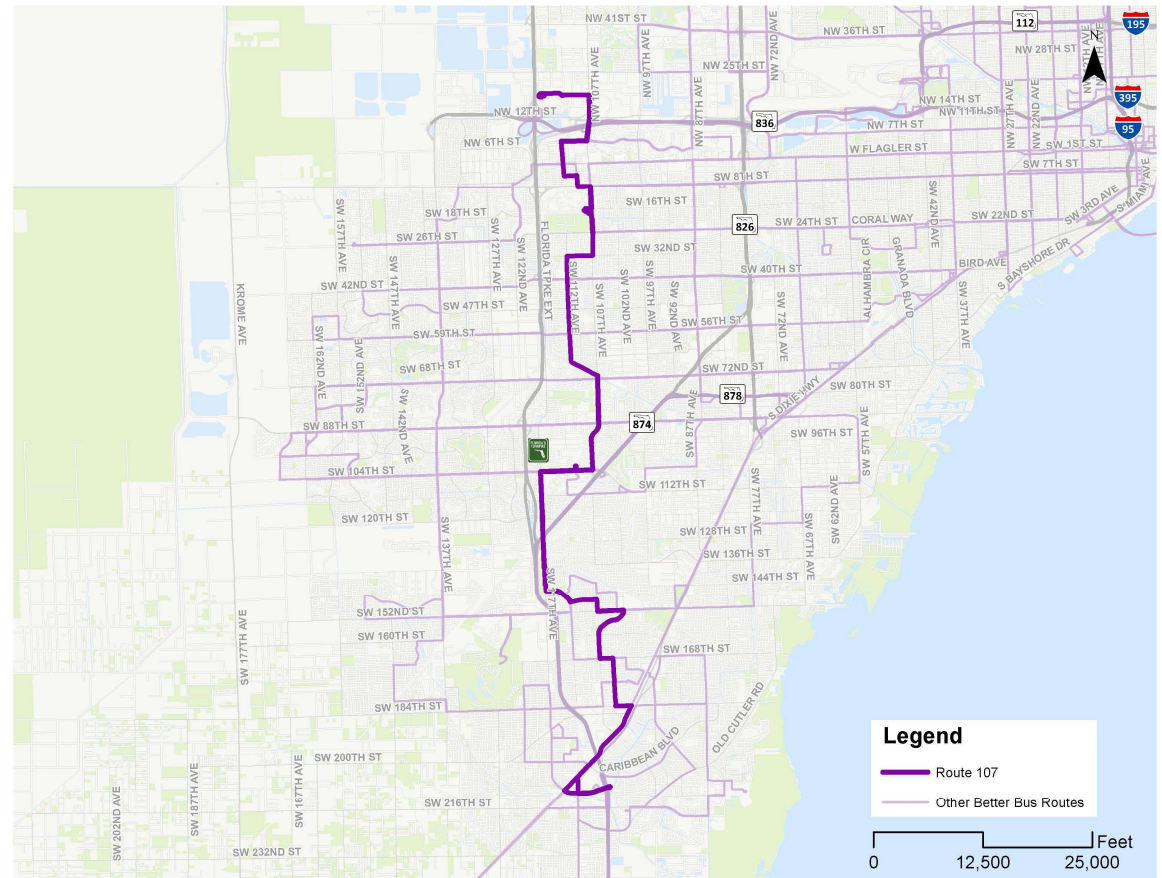 NW 41ST ST
NW 36TH ST
112
195
NW 107TH AVE
NW 97TH AVE
NW 72ND AVE
N
NW 28TH ST
NW 25TH ST
NW 87TH AVE
395
NW 12TH ST
NW 14TH ST
NW 11TH ST
NW 27TH AVE
NW 22ND AVE
836
NW 7TH ST
95
NW 6TH ST
W FLAGLER ST
SW 1ST ST
SW 7TH ST
SW 8TH ST
SW 16TH ST
SW 42ND AVE
SW 3RD AVE
S MIAMI AVE
SW 157TH AVE
SW 18TH ST
SW 127TH AVE
SW 122ND AVE
FLORIDA TPKE EXT
SW 26TH ST
826
SW 24TH ST
CORAL WAY
SW 22ND ST
SW 32ND ST
ALHAMBRA CIR
GRANADA BLVD
S BAYSHORE DR
SW 147TH AVE
SW 112TH AVE
SW 107TH AVE
SW 102ND AVE
SW 97TH AVE
SW 92ND AVE
SW 40TH ST
BIRD AVE
KROME AVE
SW 42ND ST
SW 47TH ST
SW 72ND AVE
SW 37TH AVE
SW 162ND AVE
SW 152ND AVE
SW 59TH ST
SW 56TH ST
SW 68TH ST
SW 72ND ST
SW 142ND AVE
SW 87TH AVE
878
S DIXIE HWY
SW 80TH ST
SW 88TH ST
874
SW 96TH ST
SW 57TH AVE
SW 104TH ST
SW 112TH ST
SW 77TH AVE
SW 62ND AVE
SW 120TH ST
SW 137TH AVE
SW 128TH ST
SW 67TH AVE
SW 136TH ST
SW 144TH ST
SW 117TH AVE
SW 152ND ST
SW 177TH AVE
SW 160TH ST
SW 168TH ST
SW 184TH ST
OLD CUTLER RD
CARIBBEAN BLVD
SW 200TH ST
SW 202ND AVE
SW 187TH AVE
SW 167TH AVE
SW 216TH ST
SW 232ND ST
Legend
Route 107
Other Better Bus Routes
Feet
0 12,500 25,000